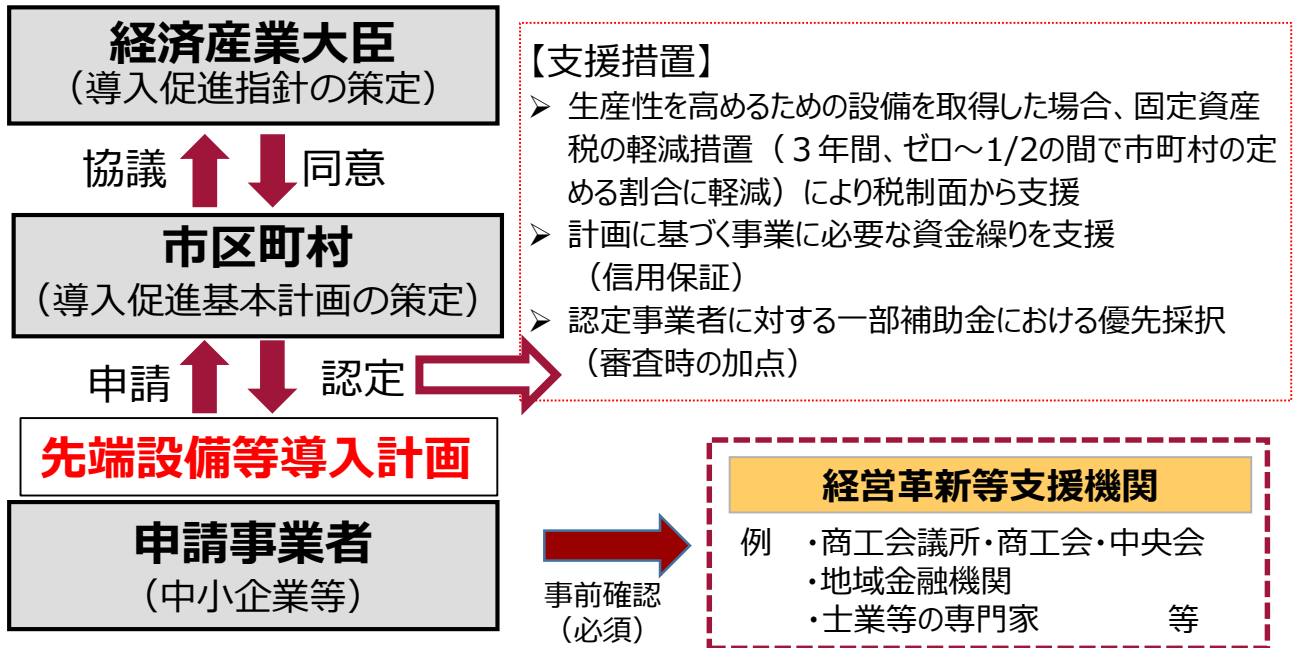 経済産業大臣
（導入促進指針の策定）
協議
同意
市区町村
（導入促進基本計画の策定）
申請
認定
先端設備等導入計画
申請事業者
（中小企業等）
【支援措置】
➢ 生産性を高めるための設備を取得した場合、固定資産
税の軽減措置（３年間、ゼロ～1/2の間で市町村の定
める割合に軽減）により税制面から支援
➢ 計画に基づく事業に必要な資金繰りを支援
（信用保証）
➢ 認定事業者に対する一部補助金における優先採択
（審査時の加点）
事前確認
（必須）
経営革新等支援機関
例 ・商工会議所・商工会・中央会
・地域金融機関
・士業等の専門家 等